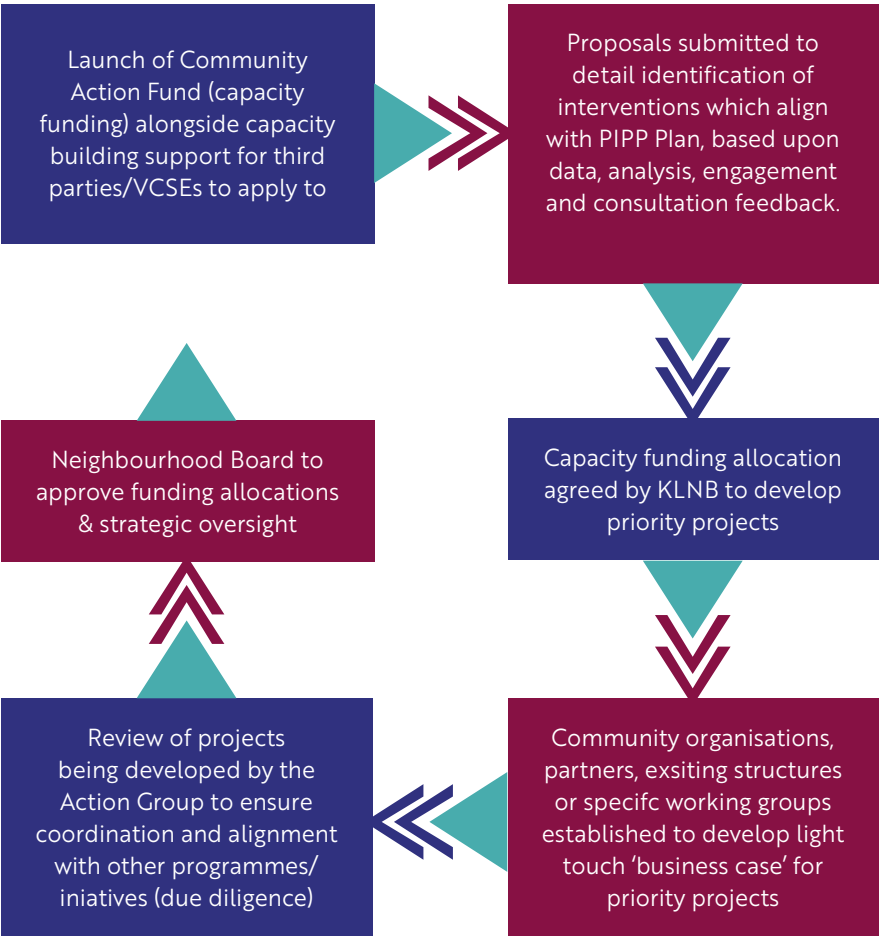 Launch of Community
Action Fund (capacity
funding) alongside capacity
building support for third
parties/VCSEs to apply to
Proposals submitted to
detail identification of
interventions which align
with PIPP Plan, based upon
data, analysis, engagement
and consultation feedback.
Capacity funding allocation
agreed by KLNB to develop
priority projects
Community organisations,
partners, exsiting structures
or specifc working groups
established to develop light
touch ‘business case’ for
priority projects
Review of projects
being developed by the
Action Group to ensure
coordination and alignment
with other programmes/
iniatives (due diligence)
Neighbourhood Board to
approve funding allocations
& strategic oversight